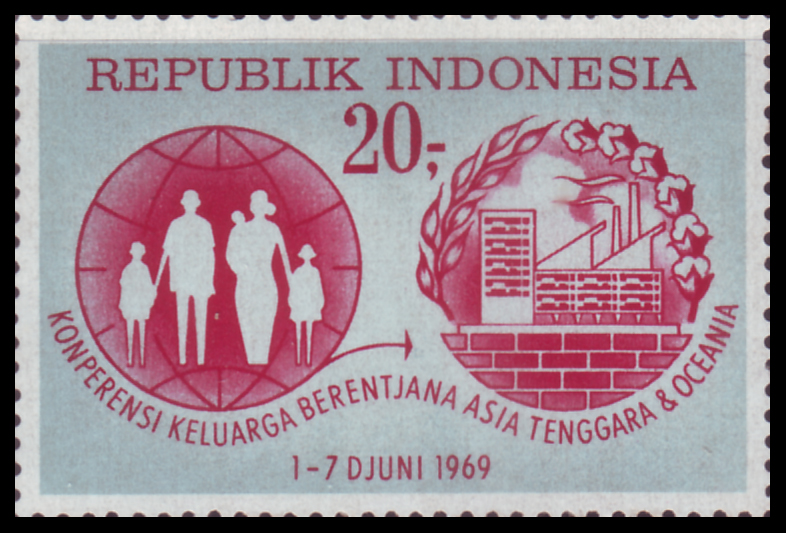 REPUBLIK INDONESIA
20,-
KONPERENSI KELUARGA BERENTJANA ASIA TENGGARA & OCEANIA
1-7 DJUNI 1969